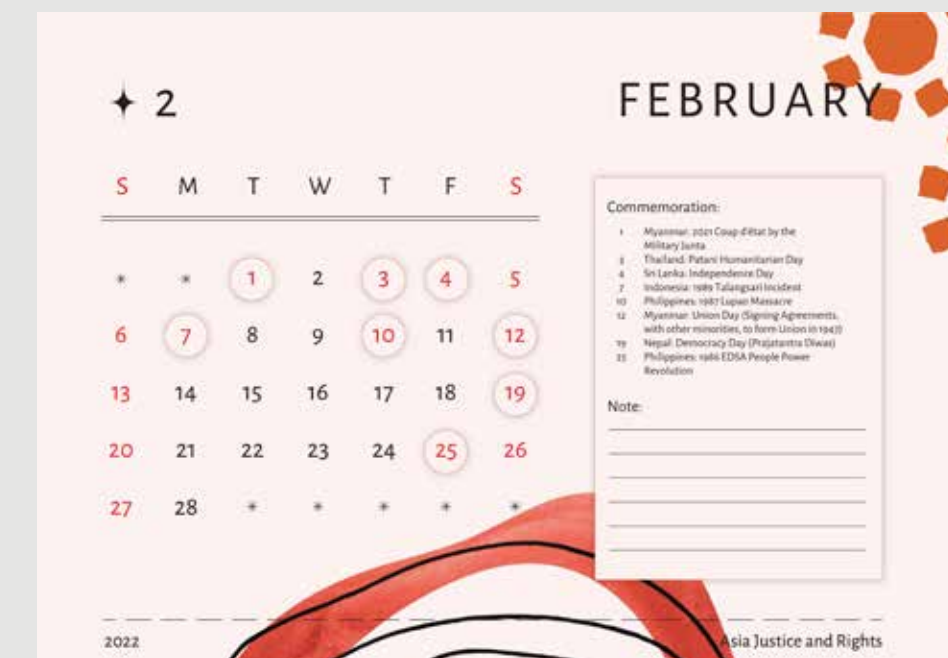 ✦ 2
FEBRUARY
S M T W T F S
* * 1 2 3 4 5
6 7 8 9 10 11 12
13 14 15 16 17 18 19
20 21 22 23 24 25 26
27 28 * * * * *
Commemoration:
1 Myanmar: 2021 Coup d'état by the
Military Junta
3 Thailand: Patani Humanitarian Day
4 Sri Lanka: Independence Day
7 Indonesia: 1989 Talangsari Incident
10 Philippines: 1987 Lupao Massacre
12 Myanmar: Union Day (Signing Agreements,
with other minorities, to form Union in 1947)
19 Nepal: Democracy Day (Prajatantra Diwas)
25 Philippines: 1986 EDSA People Power
Revolution
Note:
2022
Asia Justice and Rights